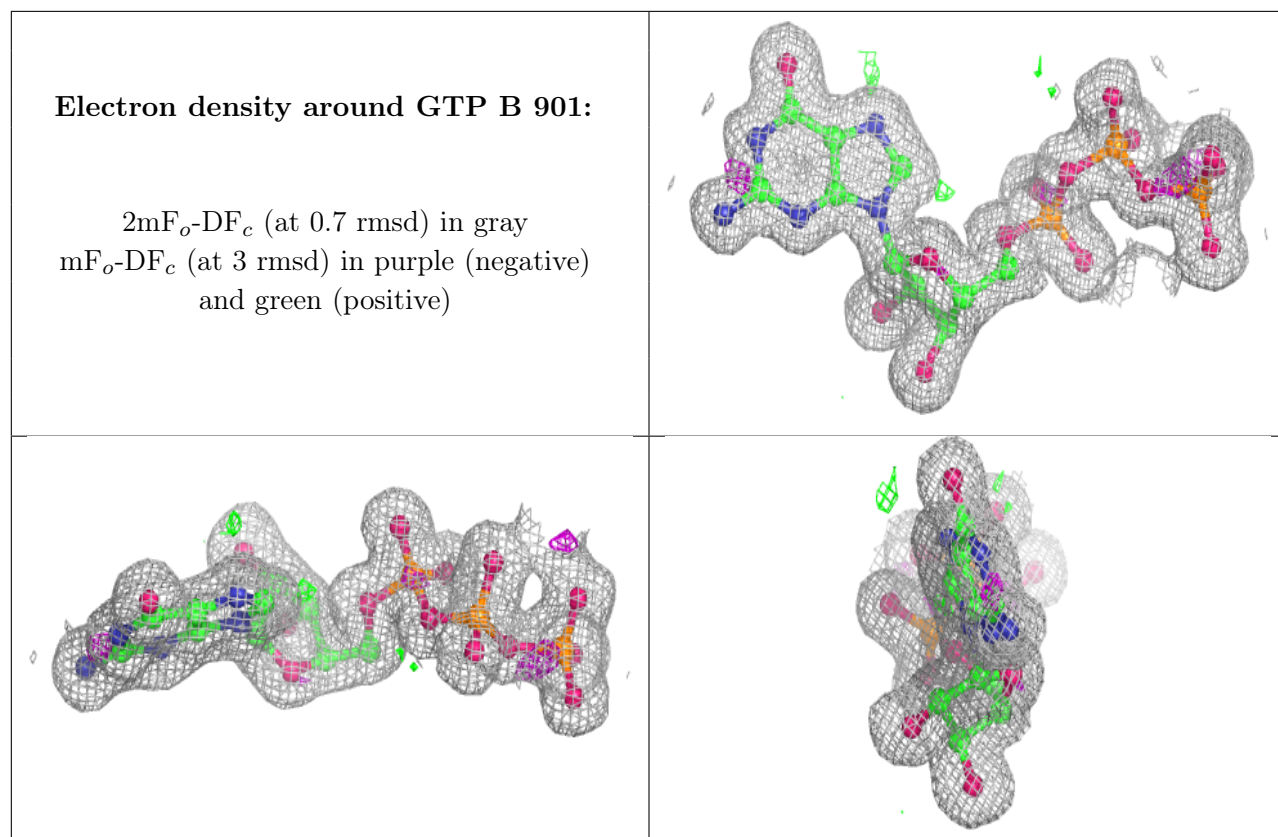 Electron density around GTP B 901:
2mFo-DFc (at 0.7 rmsd) in gray
mFo-DFc (at 3 rmsd) in purple (negative)
and green (positive)